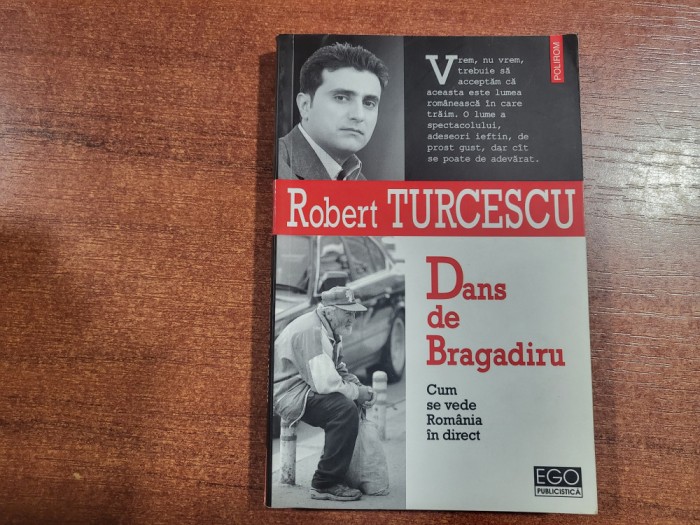 Vrem, nu vrem,
trebuie să
acceptăm că
aceasta este lumea
românească în care
trăim. O lume a
spectacolului,
adeseori ieftin, de
prost gust, dar cît
se poate de adevărat.
POLIROM
Robert TURCESCU
Dans
de
Bragadiru
Cum
se vede
România
în direct
EGO
PUBLICISTICĂ